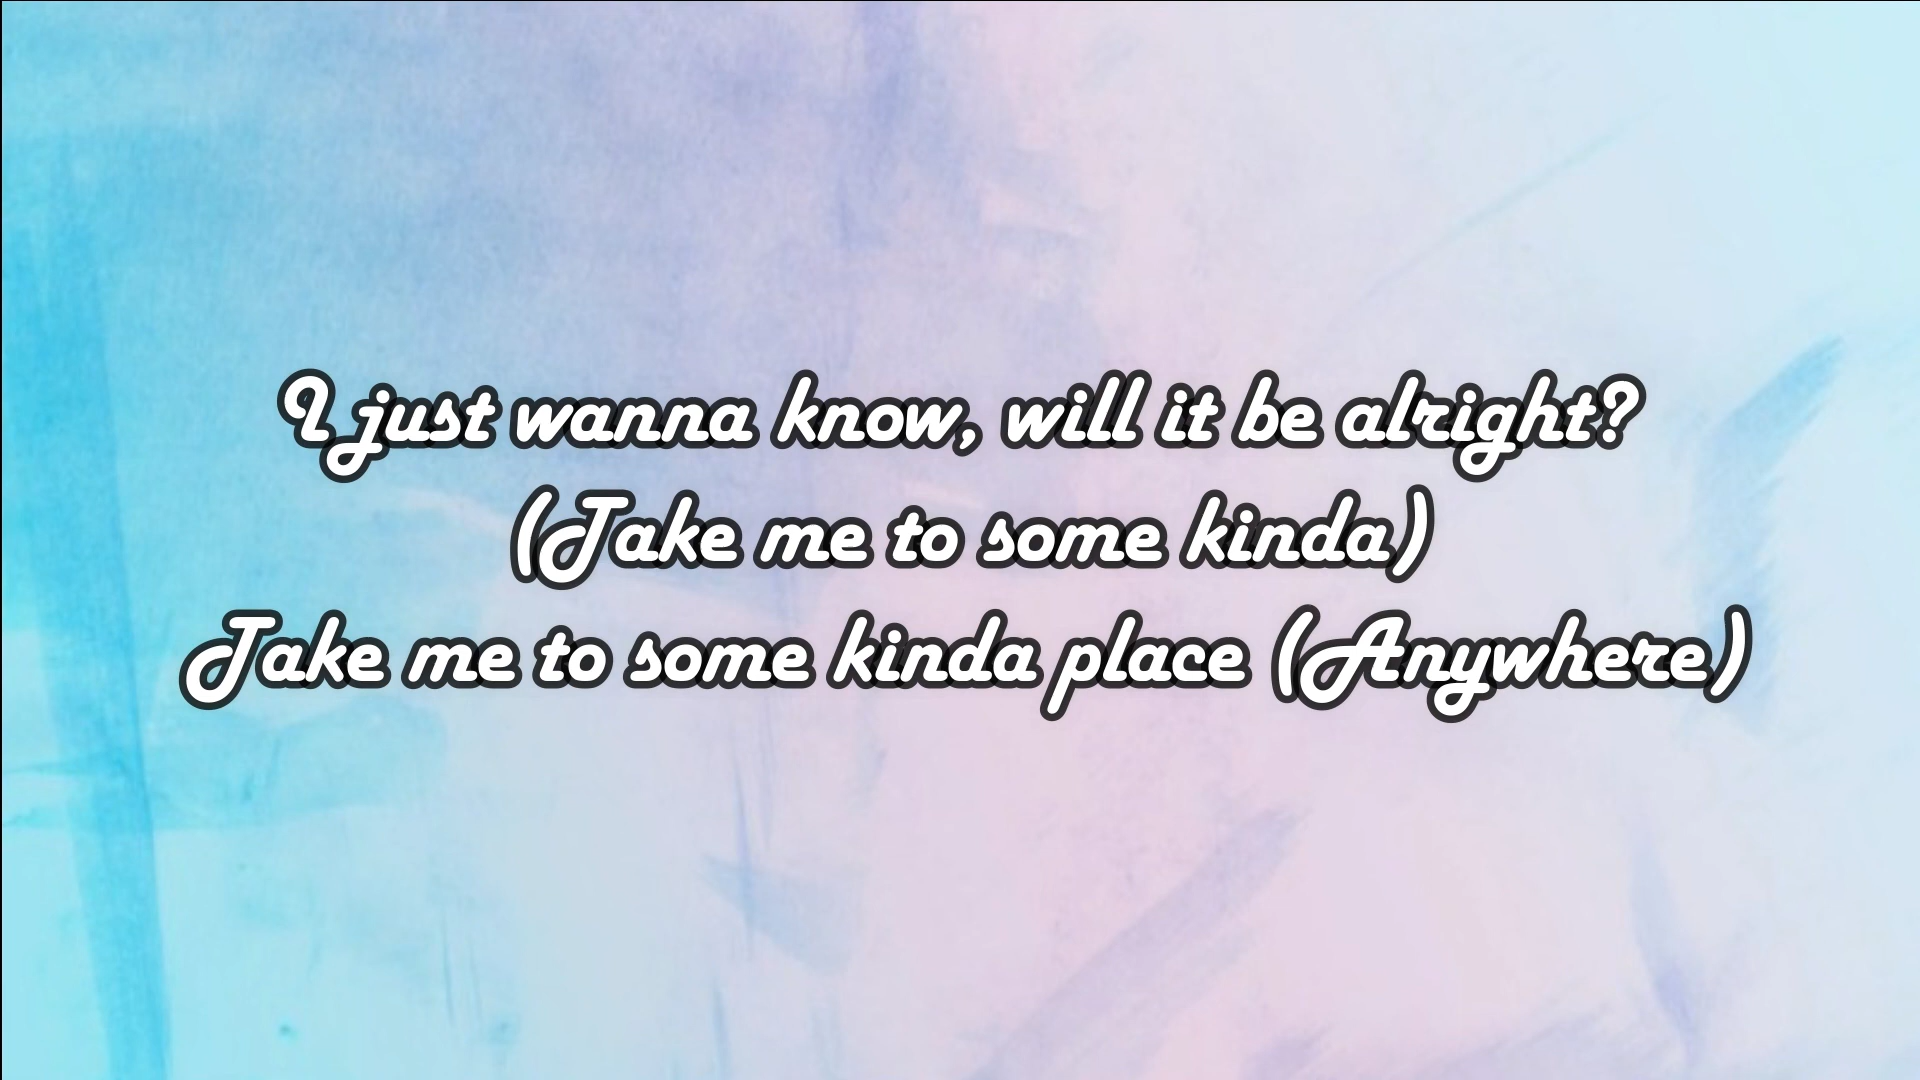 I just wanna know, will it be alright?
(Take me to some kinda)
Take me to some kinda place (Anywhere)